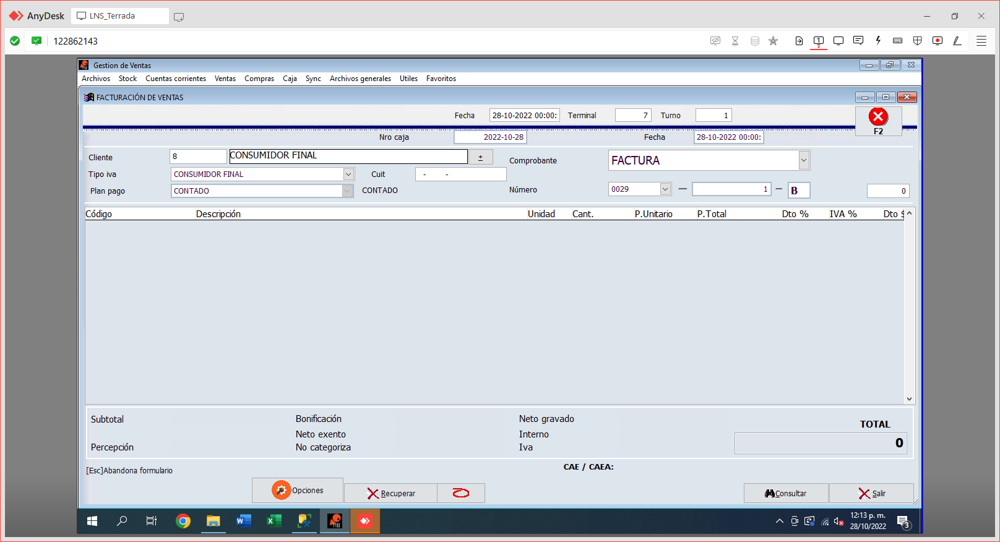 AnyDesk LNS_Terrada
122862143 1
Gestion de Ventas
Archivos Stock Cuentas corrientes Ventas Compras Caja Sync Archivos generales Utiles Favoritos
FACTURACIÓN DE VENTAS
Fecha 28-10-2022 00:00: Terminal 7 Turno 1
F2
Nro caja 2022-10-28 Fecha 28-10-2022 00:00:
Cliente 8 CONSUMIDOR FINAL ± Comprobante FACTURA
Tipo iva CONSUMIDOR FINAL Cuit - -
Plan pago CONTADO CONTADO Número 0029 — 1 — B 0
Código Descripción Unidad Cant. P.Unitario P.Total Dto % IVA % Dto $
Subtotal Bonificación Neto gravado TOTAL
Neto exento Interno 0
Percepción No categoriza Iva
[Esc]Abandona formulario CAE / CAEA:
Opciones Recuperar Consultar Salir
12:13 p. m.
28/10/2022 3